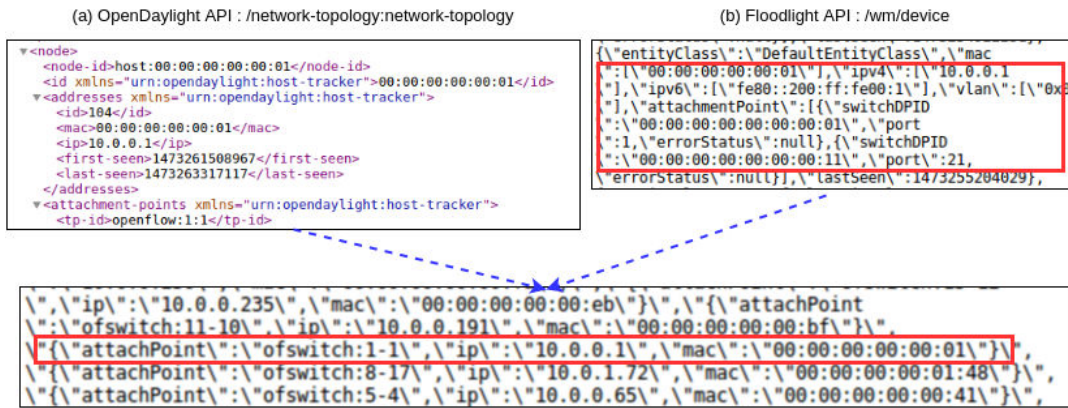 (a) OpenDaylight API : /network-topology:network-topology
(b) Floodlight API : /wm/device
▼<node>
<node-id>host:00:00:00:00:00:01</node-id>
<id xmlns="urn:opendaylight:host-tracker">00:00:00:00:00:01</id>
▼<addresses xmlns="urn:opendaylight:host-tracker">
<id>104</id>
<mac>00:00:00:00:00:01</mac>
<ip>10.0.0.1</ip>
<first-seen>1473261508967</first-seen>
<last-seen>1473263317117</last-seen>
</addresses>
▼<attachment-points xmlns="urn:opendaylight:host-tracker">
<tp-id>openflow:1:1</tp-id>
{\"entityClass\":\"DefaultEntityClass\",\"mac
\":[\"00:00:00:00:00:01\"],\"ipv4\":[\"10.0.0.1
\"],\"ipv6\":[\"fe80::200:ff:fe00:1\"],\"vlan\":[\"0x
\"],\"attachmentPoint\":[{\"switchDPID
\":\"00:00:00:00:00:00:00:01\",\"port
\":1,\"errorStatus\":null},{\"switchDPID
\":\"00:00:00:00:00:00:00:11\",\"port\":21,
\"errorStatus\":null}],\"lastSeen\":1473255204029},
\",\"ip\":\"10.0.0.235\",\"mac\":\"00:00:00:00:00:eb\"}\",\"{\"attachPoint
\":\"ofswitch:11-10\",\"ip\":\"10.0.0.191\",\"mac\":\"00:00:00:00:00:bf\"}\",
\"{\"attachPoint\":\"ofswitch:1-1\",\"ip\":\"10.0.0.1\",\"mac\":\"00:00:00:00:00:01\"}\",
\"{\"attachPoint\":\"ofswitch:8-17\",\"ip\":\"10.0.1.72\",\"mac\":\"00:00:00:00:01:48\"}\",
\"{\"attachPoint\":\"ofswitch:5-4\",\"ip\":\"10.0.0.65\",\"mac\":\"00:00:00:00:00:41\"}\",